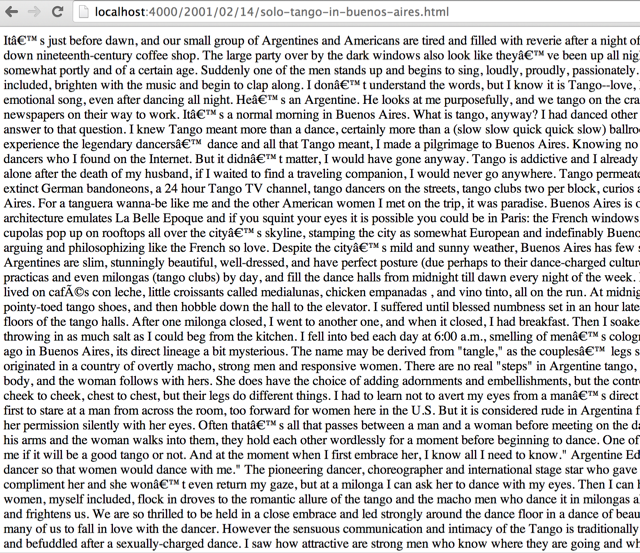 localhost:4000/2001/02/14/solo-tango-in-buenos-aires.html
Itâ€™s just before dawn, and our small group of Argentines and Americans are tired and filled with reverie after a night of
down nineteenth-century coffee shop. The large party over by the dark windows also look like theyâ€™ve been up all nig
somewhat portly and of a certain age. Suddenly one of the men stands up and begins to sing, loudly, proudly, passionately.
included, brighten with the music and begin to clap along. I donâ€™t understand the words, but I know it is Tango--love, l
emotional song, even after dancing all night. Heâ€™s an Argentine. He looks at me purposefully, and we tango on the cra
newspapers on their way to work. Itâ€™s a normal morning in Buenos Aires. What is tango, anyway? I had danced other
answer to that question. I knew Tango meant more than a dance, certainly more than a (slow slow quick quick slow) ballro
experience the legendary dancersâ€™ dance and all that Tango meant, I made a pilgrimage to Buenos Aires. Knowing no
dancers who I found on the Internet. But it didnâ€™t matter, I would have gone anyway. Tango is addictive and I already
alone after the death of my husband, if I waited to find a traveling companion, I would never go anywhere. Tango permeate
extinct German bandoneons, a 24 hour Tango TV channel, tango dancers on the streets, tango clubs two per block, curios a
Aires. For a tanguera wanna-be like me and the other American women I met on the trip, it was paradise. Buenos Aires is o
architecture emulates La Belle Epoque and if you squint your eyes it is possible you could be in Paris: the French windows
cupolas pop up on rooftops all over the cityâ€™s skyline, stamping the city as somewhat European and indefinably Bueno
arguing and philosophizing like the French so love. Despite the cityâ€™s mild and sunny weather, Buenos Aires has few s
Argentines are slim, stunningly beautiful, well-dressed, and have perfect posture (due perhaps to their dance-charged culture
practices and even milongas (tango clubs) by day, and fill the dance halls from midnight till dawn every night of the week. I
lived on cafÃ©s con leche, little croissants called medialunas, chicken empanadas , and vino tinto, all on the run. At midnig
pointy-toed tango shoes, and then hobble down the hall to the elevator. I suffered until blessed numbness set in an hour late
floors of the tango halls. After one milonga closed, I went to another one, and when it closed, I had breakfast. Then I soake
throwing in as much salt as I could beg from the kitchen. I fell into bed each day at 6:00 a.m., smelling of menâ€™s cologn
ago in Buenos Aires, its direct lineage a bit mysterious. The name may be derived from "tangle," as the couplesâ€™ legs s
originated in a country of overtly macho, strong men and responsive women. There are no real "steps" in Argentine tango,
body, and the woman follows with hers. She does have the choice of adding adornments and embellishments, but the contr
cheek to cheek, chest to chest, but their legs do different things. I had to learn not to avert my eyes from a manâ€™s direct
first to stare at a man from across the room, too forward for women here in the U.S. But it is considered rude in Argentina f
her permission silently with her eyes. Often thatâ€™s all that passes between a man and a woman before meeting on the da
his arms and the woman walks into them, they hold each other wordlessly for a moment before beginning to dance. One of
me if it will be a good tango or not. And at the moment when I first embrace her, I know all I need to know." Argentine Ed
dancer so that women would dance with me." The pioneering dancer, choreographer and international stage star who gave
compliment her and she wonâ€™t even return my gaze, but at a milonga I can ask her to dance with my eyes. Then I can h
women, myself included, flock in droves to the romantic allure of the tango and the macho men who dance it in milongas a
and frightens us. We are so thrilled to be held in a close embrace and led strongly around the dance floor in a dance of beau
many of us to fall in love with the dancer. However the sensuous communication and intimacy of the Tango is traditionally
and befuddled after a sexually-charged dance. I saw how attractive are strong men who know where they are going and wh